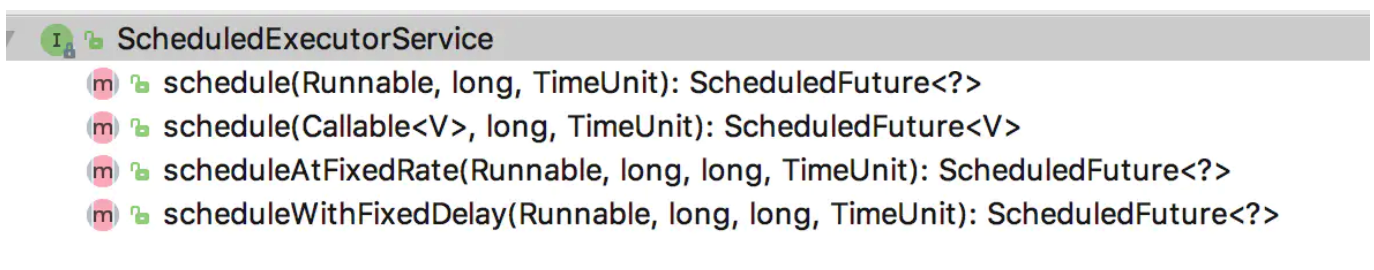 I ScheduledExecutorService
m schedule(Runnable, long, TimeUnit): ScheduledFuture<?>
m schedule(Callable<V>, long, TimeUnit): ScheduledFuture<V>
m scheduleAtFixedRate(Runnable, long, long, TimeUnit): ScheduledFuture<?>
m scheduleWithFixedDelay(Runnable, long, long, TimeUnit): ScheduledFuture<?>